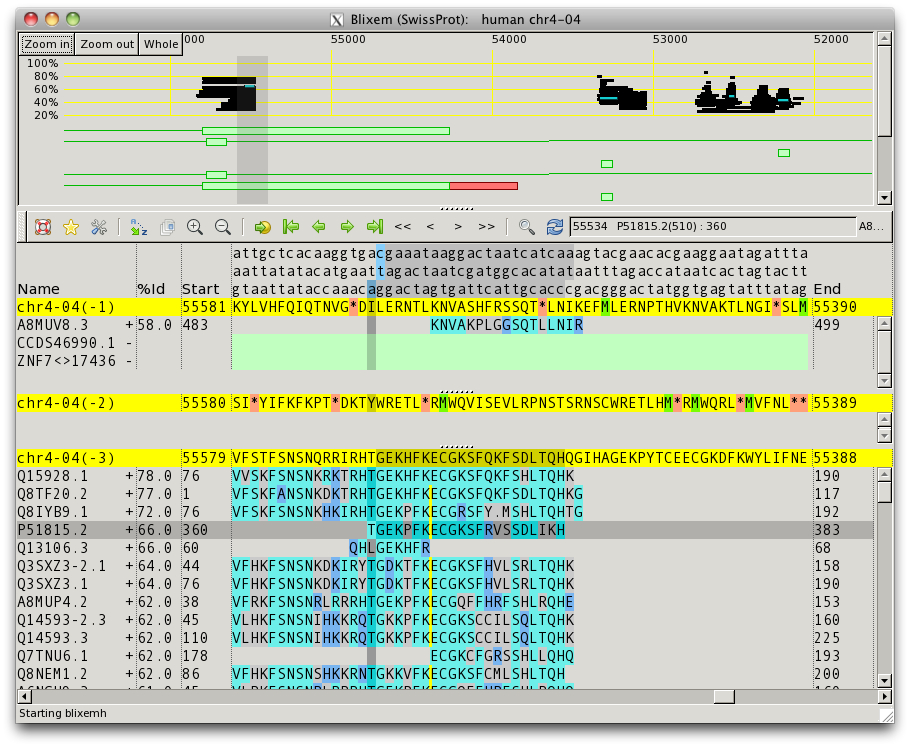 Blixem (SwissProt):   human chr4-04
Zoom in Zoom out Whole 000 55000 54000 53000 52000
100%
80%
60%
40%
20%
<< < > >> 55534   P51815.2(510) : 360 A8...
attgctcacaaggtgacgaaataaggactaatcatcaaagtacgaacagagatattta
aattatatacatgaattagactaatcgatggcacatataatttagaccataatcactagtactt
Name %Id Start gtaattataccaaacaggactagtgattcattgcaccacgacgggactatggtgagtattttatag End
chr4-04(-1) 55581 KYLVHFQIQTNVG*DILERNTLKNVASHFRSSQT*LNIKEFMLERNPTHVKNVAKTLNGI*SLM 55390
A8MUV8.3 + 58.0 483 KNVAKPLGGSQTLLNIR 499
CCDS46990.1 -
ZNF7<>17436 -
chr4-04(-2) 55580 SI*YIFKFKPT*DKTYWRETL*RMWQVISEVLRPNSTSRNSCWRETLHM*RMWQRL*MVFNL** 55389
chr4-04(-3) 55579 VFSTFSNSNQRRIRHTGEKHFKECGKSFQKFSDLTQHQGIHAGEKPYTCEECGKDFKWYLIFNE 55388
Q15928.1 + 78.0 76 VVSKFSNSNKRKTRHTGEKHFKECGKSFQKFSHLTQHK 190
Q8TF20.2 + 77.0 1 VFSKFANSNKDKTRHTGEKHFKECGKSFQKFSHLTQHKG 117
Q8IYB9.1 + 72.0 76 VFSKFSNSNKHKIRHTGEKPFKECGRSFY.MSHLTQHTG 192
P51815.2 + 66.0 360 TGEKPFKECGKSFRVSSDLIKH 383
Q13106.3 + 66.0 60 QHLGEKHFR 68
Q3SXZ3-2.1 + 64.0 44 VFHKFSNSNKDKIRYTGDKTFKECGKSFHVLSRLTQHK 158
Q3SXZ3.1 + 64.0 76 VFHKFSNSNKDKIRYTGDKTFKECGKSFHVLSRLTQHK 190
A8MUP4.2 + 62.0 38 VFRKFSNSNRLRRRHTGEKPFKECGQFFHRFSHLRQHE 153
Q14593-2.3 + 62.0 45 VLHKFSNSNIHKKRQTGKKPFKECGKSCCILSQLTQHK 160
Q14593.3 + 62.0 110 VLHKFSNSNIHKKRQTGKKPFKECGKSCCILSQLTQHK 225
Q7TNU6.1 + 62.0 178 ECGKCFGRSSHLLQHQ 193
Q8NEM1.2 + 62.0 86 VFHKFSNSNSHKKRNTGKKVFKECGKSFCMLSHLTQH 200
Starting blixemh